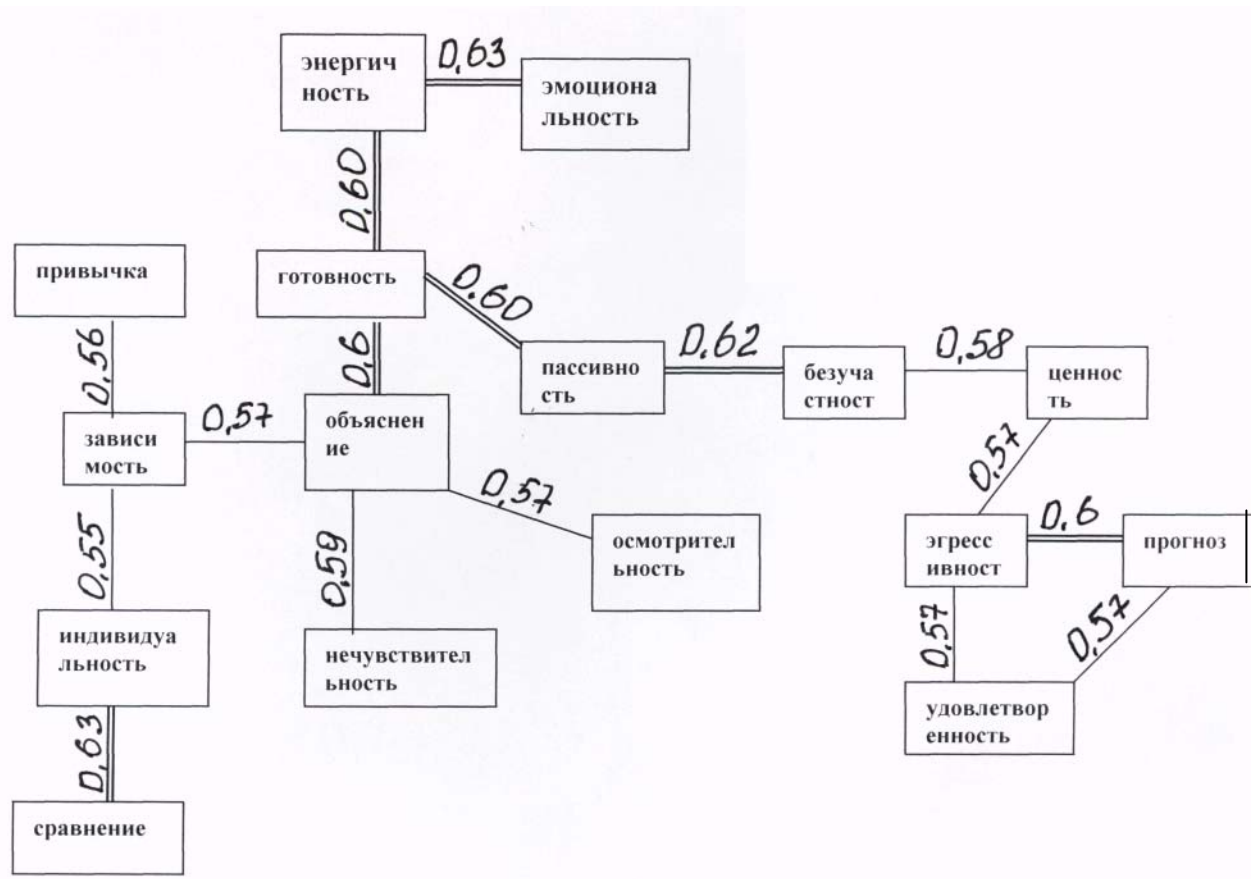 энергич
ность
0,63
эмоциона
льность
0,60
привычка
готовность
0.60
0,56
0,6
0.62
0,58
пассивно
сть
безуча
стност
ценнос
ть
зависи
мость
0,57
объяснен
ие
0,57
0,57
0,55
0,59
осмотрител
ьность
эгресс
ивност
0,6
прогноз
индивидуа
льность
нечувствител
ьность
0,57
0,57
удовлетвор
енность
0,63
сравнение